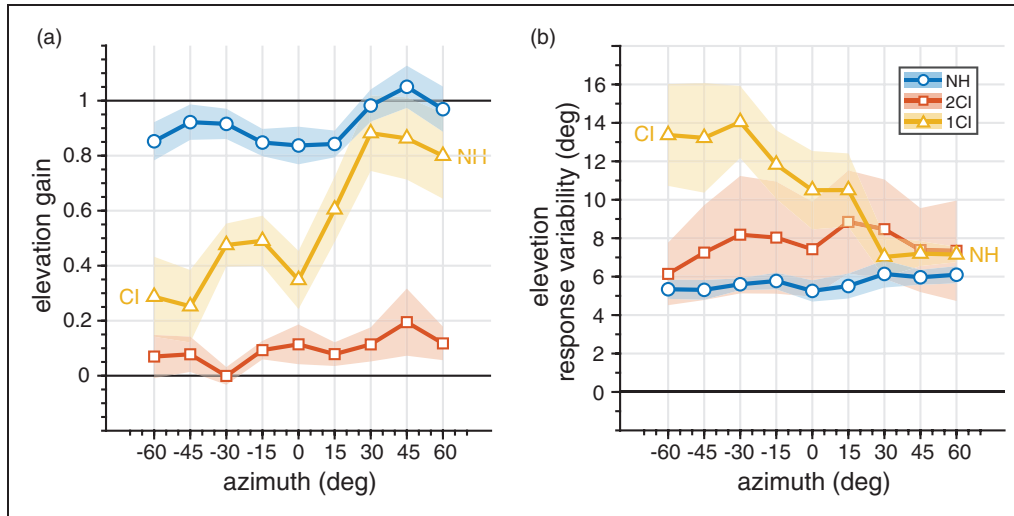 (a)
elevation gain
1
0.8
0.6
0.4
0.2
0
CI
NH
-60 -45 -30 -15 0 15 30 45 60
azimuth (deg)
(b)
elevetion
response variability (deg)
16
14
12
10
8
6
4
2
0
CI
NH
NH
2CI
1CI
-60 -45 -30 -15 0 15 30 45 60
azimuth (deg)